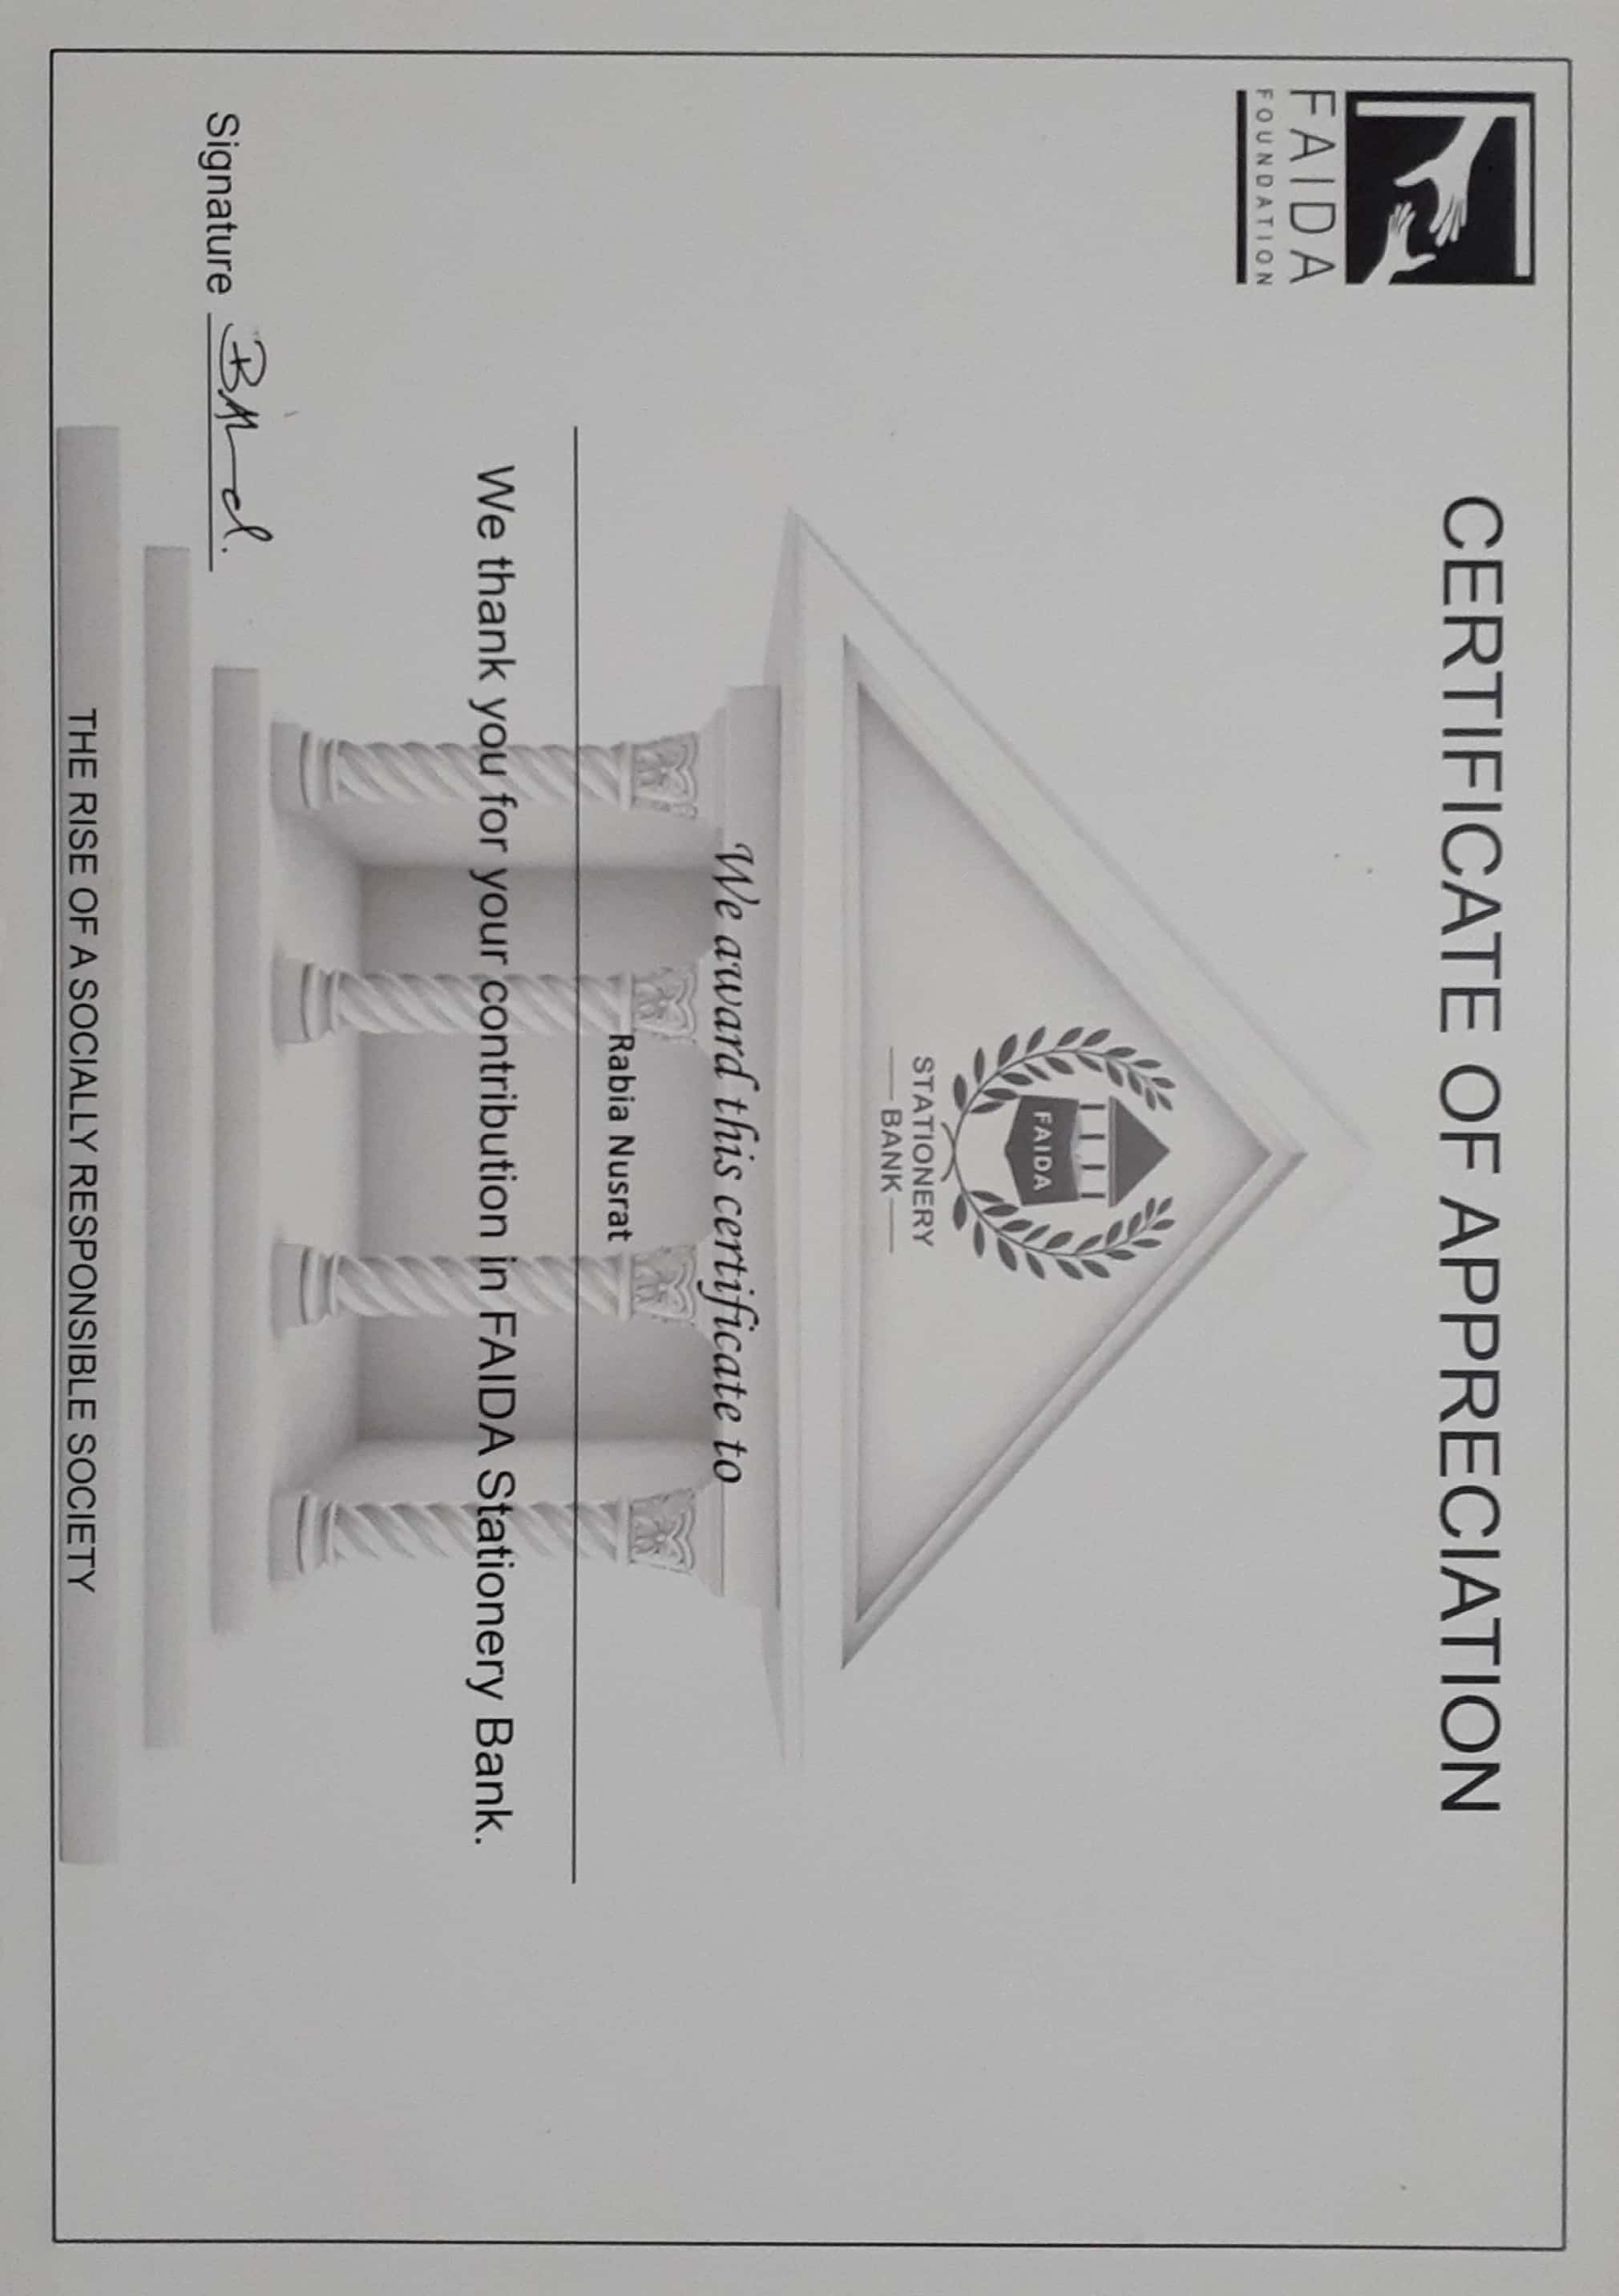 CERTIFICATE OF APPRECIATION
FAIDA
FOUNDATION
FAIDA
STATIONERY
BANK
We award this certificate to
Rabia Nusrat
We thank you for your contribution in FAIDA Stationery Bank.
Signature
THE RISE OF A SOCIALLY RESPONSIBLE SOCIETY